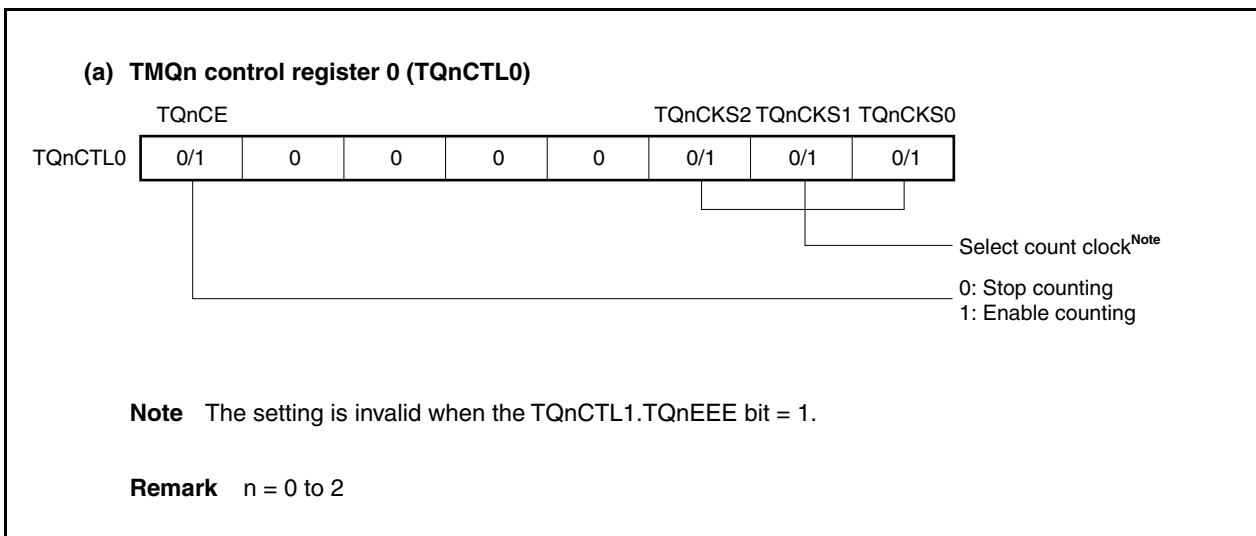 (a) TMQn control register 0 (TQnCTL0)
TQnCE TQnCKS2 TQnCKS1 TQnCKS0
TQnCTL0 0/1 0 0 0 0 0/1 0/1 0/1
Select count clockNote
0: Stop counting
1: Enable counting
Note The setting is invalid when the TQnCTL1.TQnEEE bit = 1.
Remark n = 0 to 2